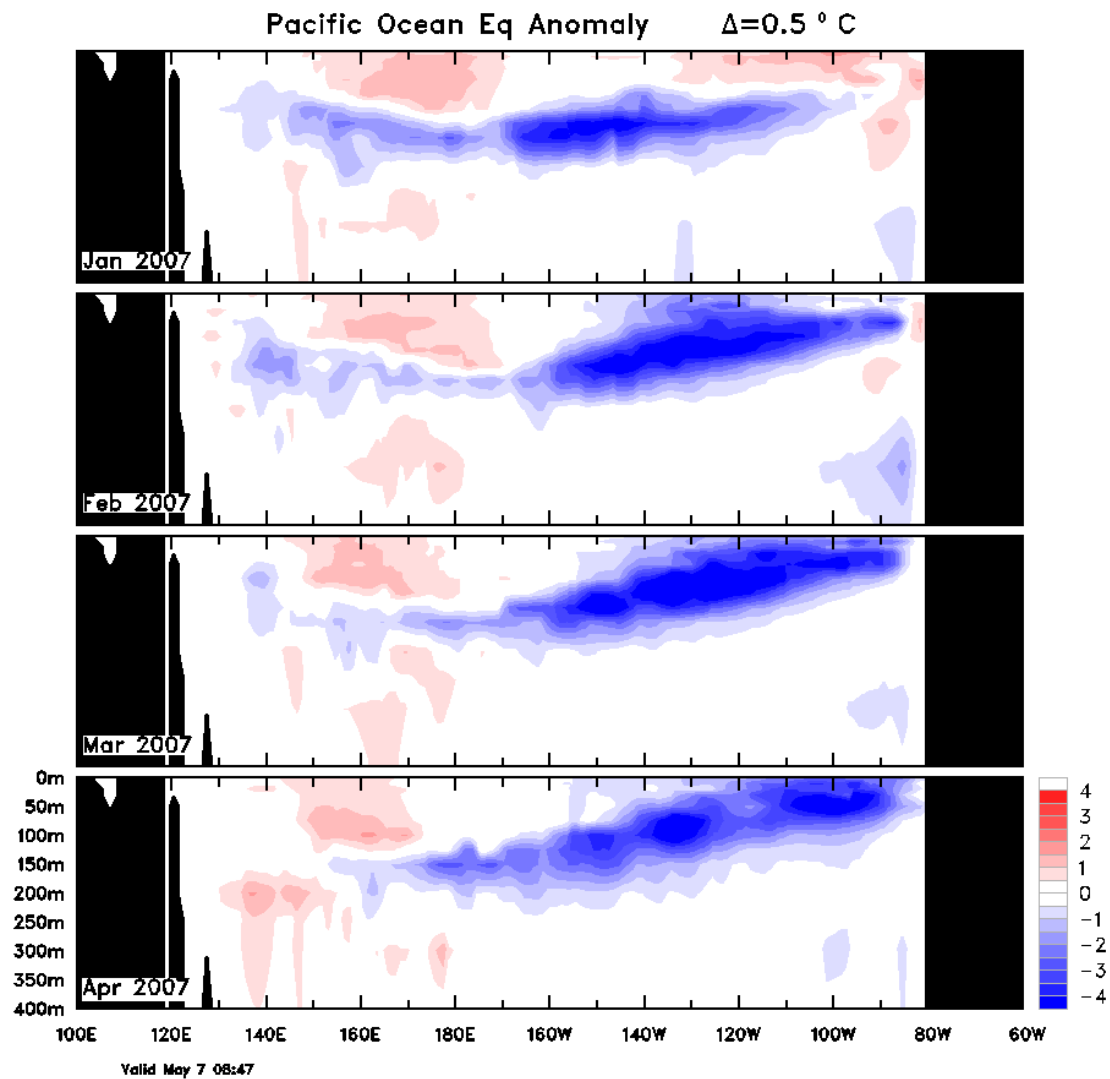 Pacific Ocean Eq Anomaly Δ=0.5 ° C
Jan 2007
Feb 2007
Mar 2007
0m
50m
100m
150m
200m
250m
300m
350m
400m
Apr 2007
4
3
2
1
0
-1
-2
-3
-4
100E 120E 140E 160E 180E 160W 140W 120W 100W 80W 60W
Valid May 7 08:47